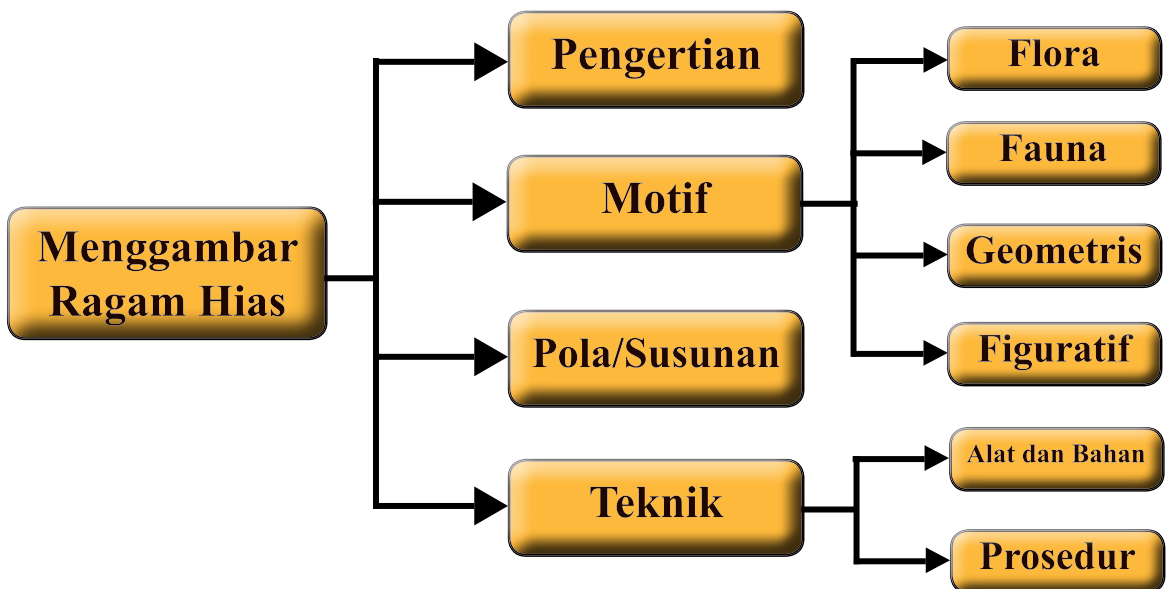 Menggambar
Ragam Hias
Pengertian
Motif
Pola/Susunan
Teknik
Flora
Fauna
Geometris
Figuratif
Alat dan Bahan
Prosedur